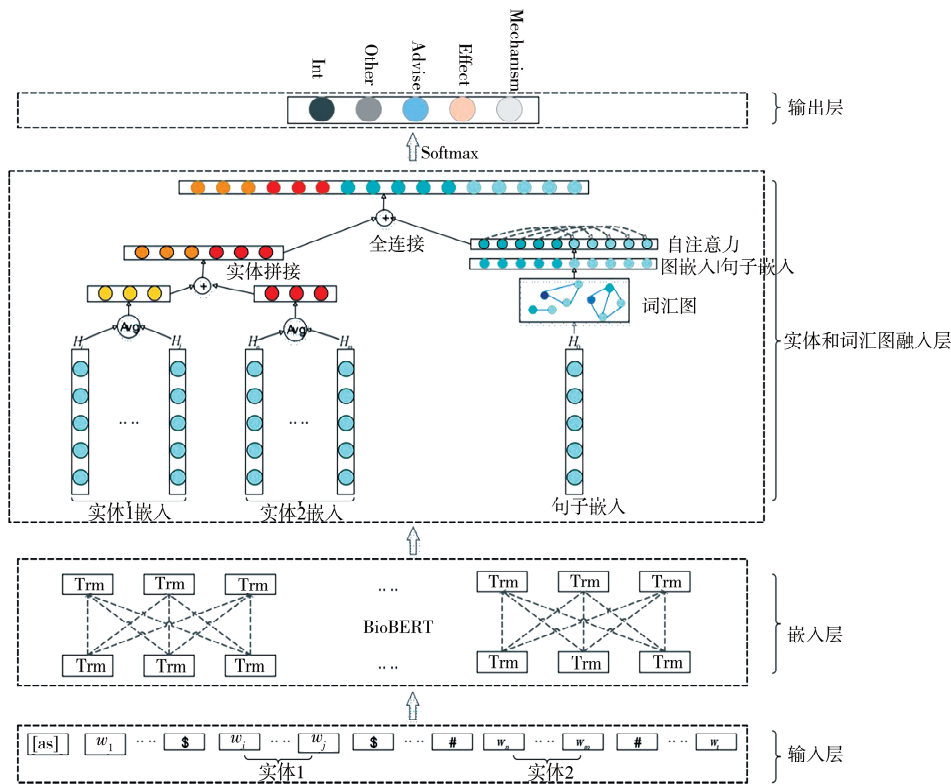 Int Other Advise Effect Mechanism
输出层
Softmax
全连接
自注意力
实体拼接
图嵌入|句子嵌入
词汇图
Avg Avg
实体和词汇图融入层
.. .. .. ..
实体1嵌入 实体2嵌入 句子嵌入
Trm Trm Trm .. .. Trm Trm Trm
BioBERT
嵌入层
Trm Trm Trm .. .. Trm Trm Trm
[as] w1 .. .. $ wi .. .. wj $ .. .. # wn .. .. wm # .. ..
输入层
实体1 实体2